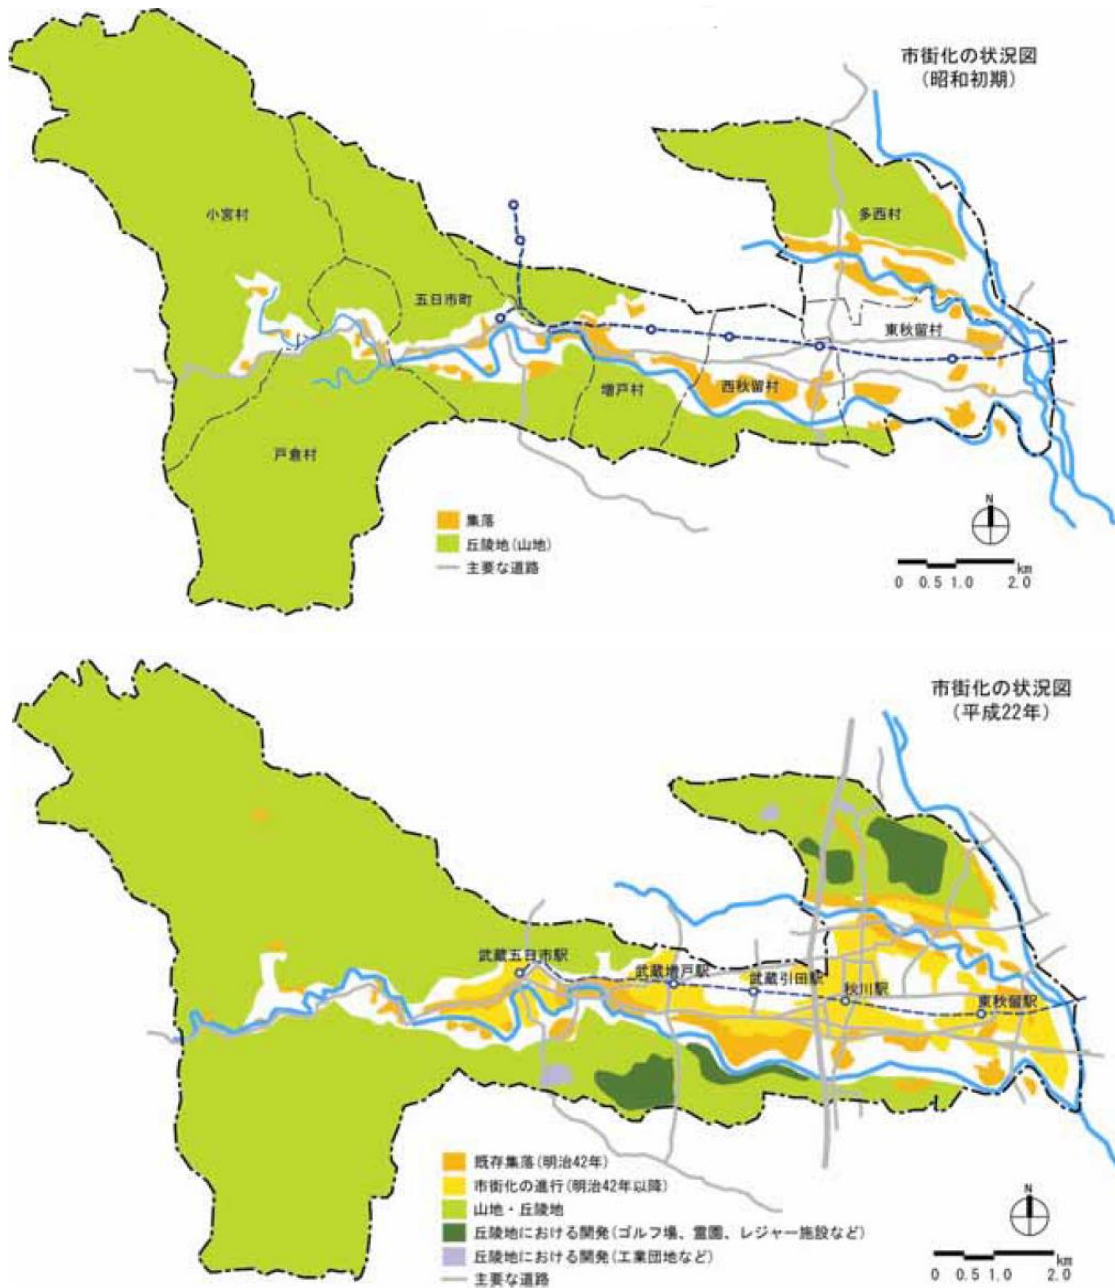 市街化の状況図
(昭和初期)
小宮村
多西村
五日市町
東秋留村
増戸村
西秋留村
戸倉村
集落
丘陵地(山地)
主要な道路
N
km
0 0.5 1.0 2.0
市街化の状況図
(平成22年)
武蔵五日市駅
武蔵増戸駅
武蔵引田駅
秋川駅
東秋留駅
既存集落(明治42年)
市街化の進行(明治42年以降)
山地・丘陵地
丘陵地における開発(ゴルフ場、霊園、レジャー施設など)
丘陵地における開発(工業団地など)
主要な道路
N
km
0 0.5 1.0 2.0